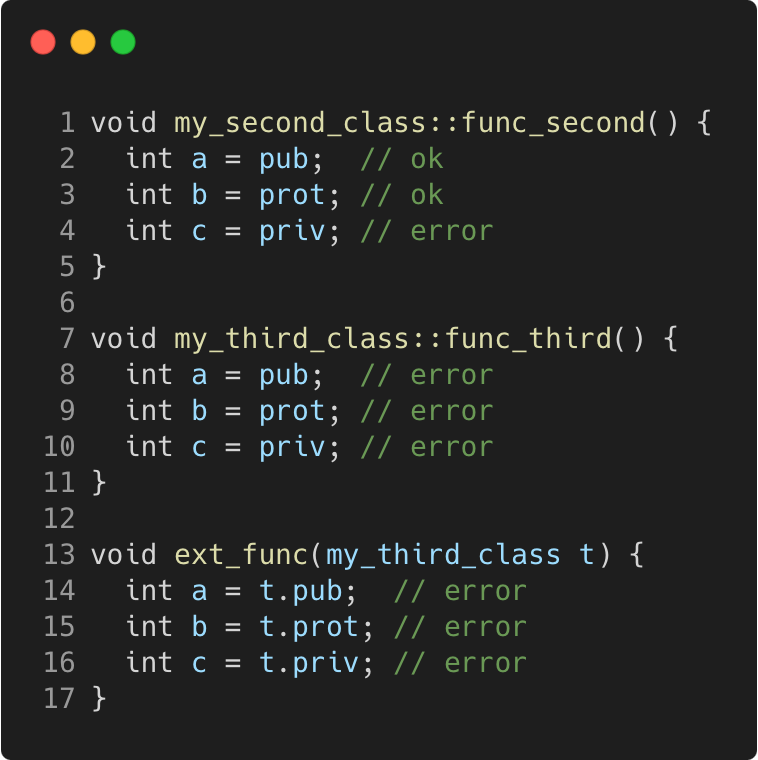 1 void my_second_class::func_second() {
2   int a = pub;  // ok
3   int b = prot; // ok
4   int c = priv; // error
5 }
6
7 void my_third_class::func_third() {
8   int a = pub;  // error
9   int b = prot; // error
10   int c = priv; // error
11 }
12
13 void ext_func(my_third_class t) {
14   int a = t.pub;  // error
15   int b = t.prot; // error
16   int c = t.priv; // error
17 }